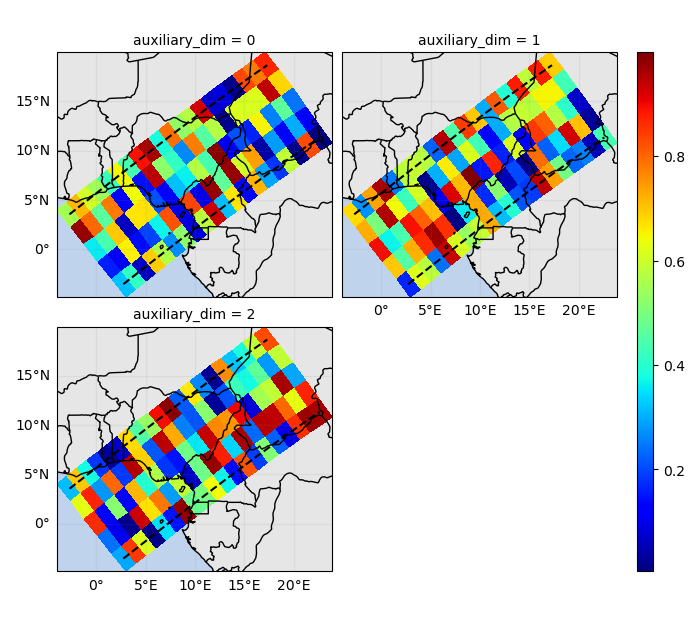 auxiliary_dim = 0
auxiliary_dim = 1
15°N
10°N
5°N
0°
0°
5°E
10°E
15°E
20°E
auxiliary_dim = 2
15°N
10°N
5°N
0°
0°
5°E
10°E
15°E
20°E
0.8
0.6
0.4
0.2